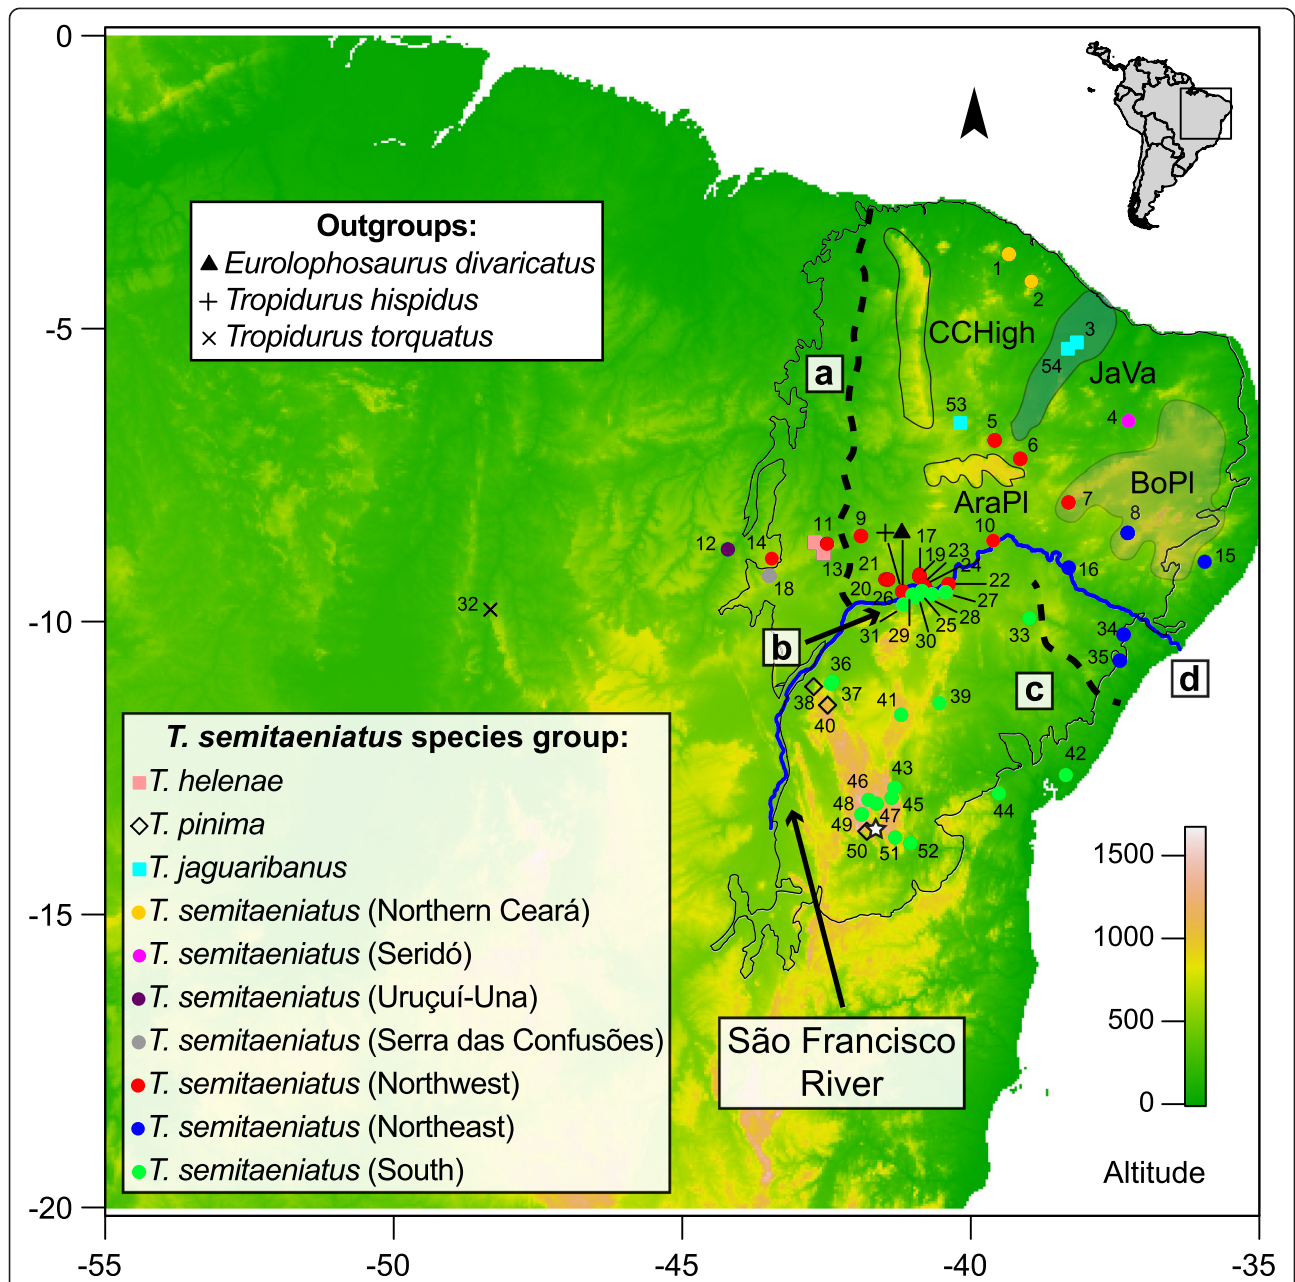 0
-5
-10
-15
-20
-55
-50
-45
-40
-35
Outgroups:
Eurolophosaurus divaricatus
Tropidurus hispidus
Tropidurus torquatus
1
2
CCHigh
3
54
JaVa
a
53
5
4
6
AraPl
7
BoPl
8
9
11
10
17
12
14
13
21
19
23
24
15
18
20
22
16
32
26
27
31
29
30
25
28
33
34
b
35
d
c
36
37
38
40
41
39
42
43
46
48
45
44
47
49
50
51
52
T. semitaeniatus species group:
T. helenae
T. pinima
T. jaguaribanus
T. semitaeniatus (Northern Ceará)
T. semitaeniatus (Seridó)
T. semitaeniatus (Uruçuí-Una)
T. semitaeniatus (Serra das Confusões)
T. semitaeniatus (Northwest)
T. semitaeniatus (Northeast)
T. semitaeniatus (South)
São Francisco
River
1500
1000
500
0
Altitude